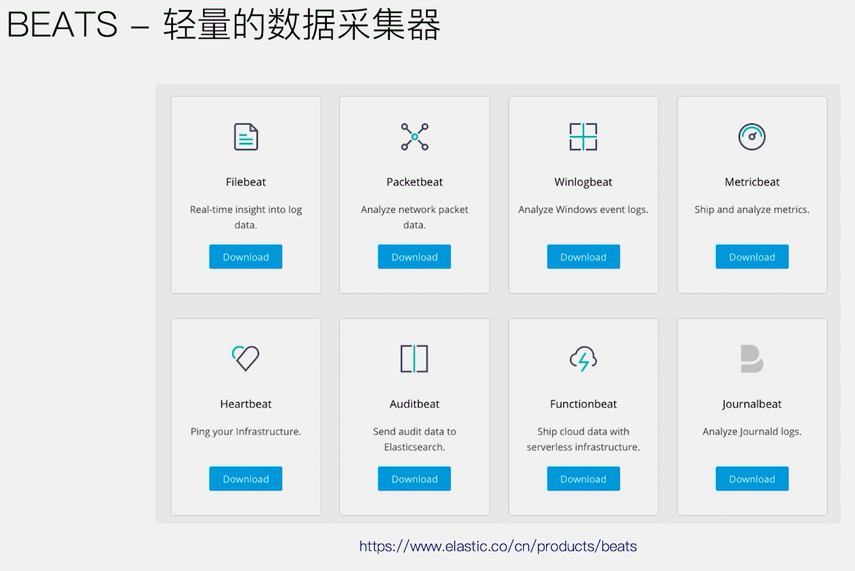 BEATS – 轻量的数据采集器
Filebeat
Real-time insight into log
data.
Download
Packetbeat
Analyze network packet
data.
Download
Winlogbeat
Analyze Windows event logs.
Download
Metricbeat
Ship and analyze metrics.
Download
Heartbeat
Ping your Infrastructure.
Download
Auditbeat
Send audit data to
Elasticsearch.
Download
Functionbeat
Ship cloud data with
serverless infrastructure.
Download
Journalbeat
Analyze Journald logs.
Download
https://www.elastic.co/cn/products/beats